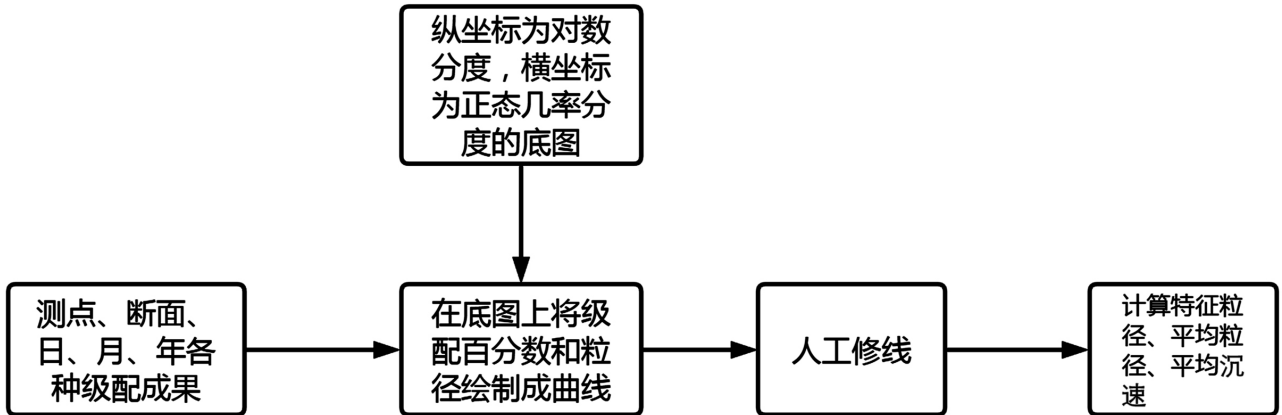 纵坐标为对数
分度，横坐标
为正态几率分
度的底图
测点、断面、
日、月、年各
种级配成果
在底图上将级
配百分数和粒
径绘制成曲线
人工修线
计算特征粒
径、平均粒
径、平均沉
速